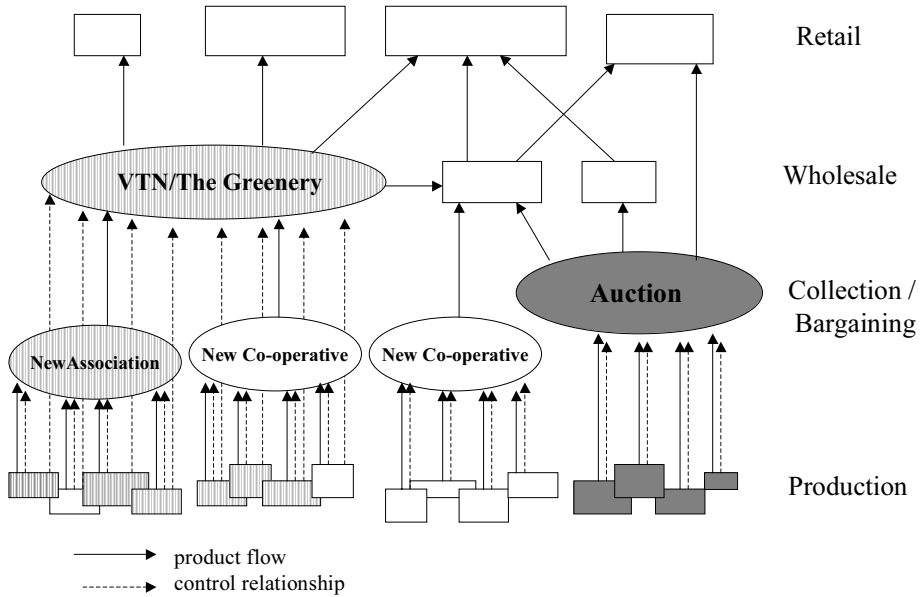 Retail
VTN/The Greenery
Wholesale
Auction
Collection /
Bargaining
NewAssociation
New Co-operative
New Co-operative
Production
product flow
control relationship